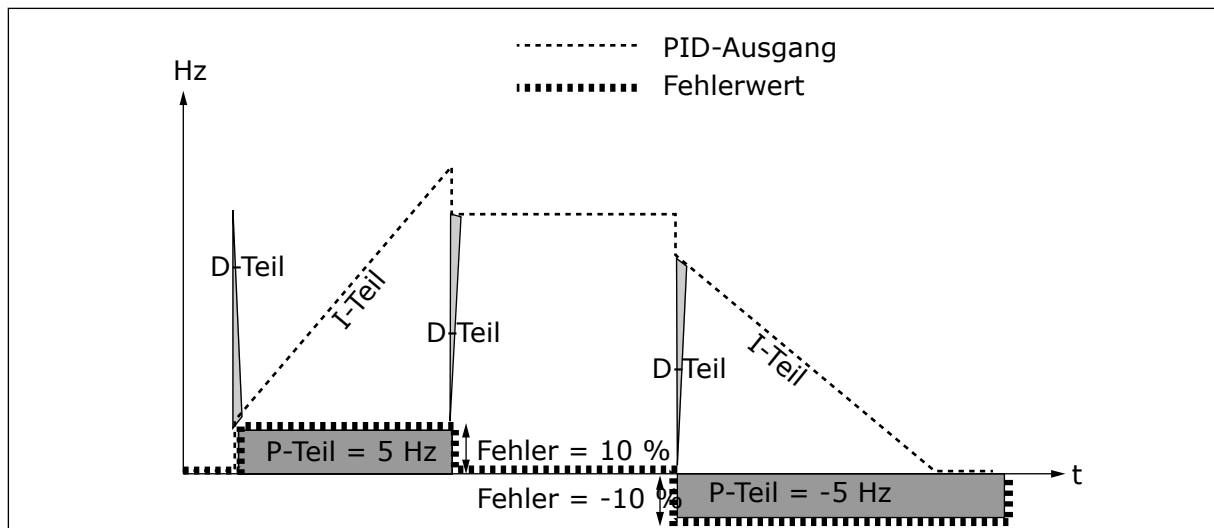 PID-Ausgang
Hz
Fehlerwert
D-Teil
I-Teil
D-Teil
D-Teil
I-Teil
P-Teil = 5 Hz
Fehler = 10 %
t
Fehler = -10 %
P-Teil = -5 Hz